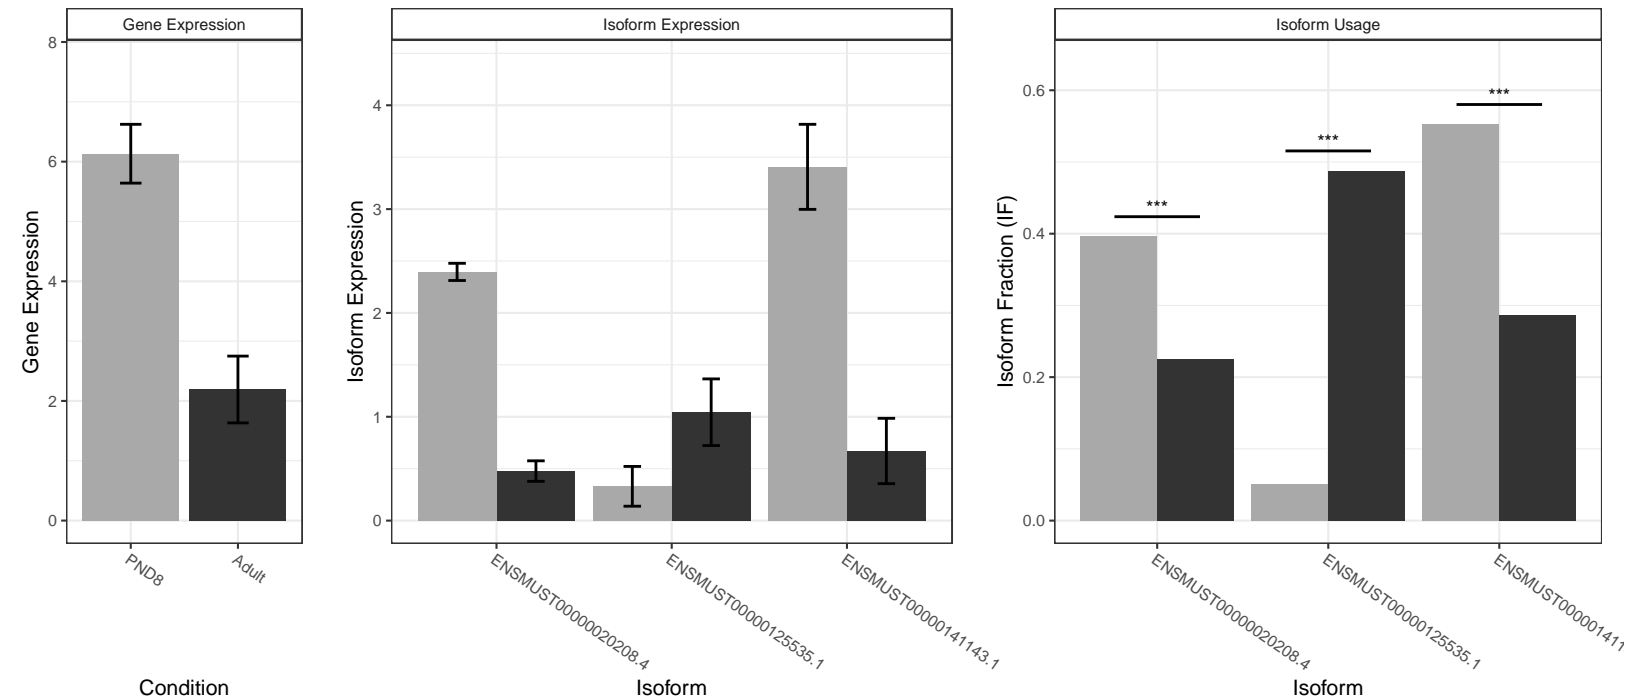 Gene Expression
Isoform Expression
Isoform Usage
Gene Expression
8
6
4
2
0
PND8
Adult
Condition
Isoform Expression
4
3
2
1
0
ENSMUST00000020208.4
ENSMUST00000125535.1
ENSMUST00000141143.1
Isoform
Isoform Fraction (IF)
0.6
0.4
0.2
0.0
***
***
***
ENSMUST00000020208.4
ENSMUST00000125535.1
ENSMUST000001411
Isoform